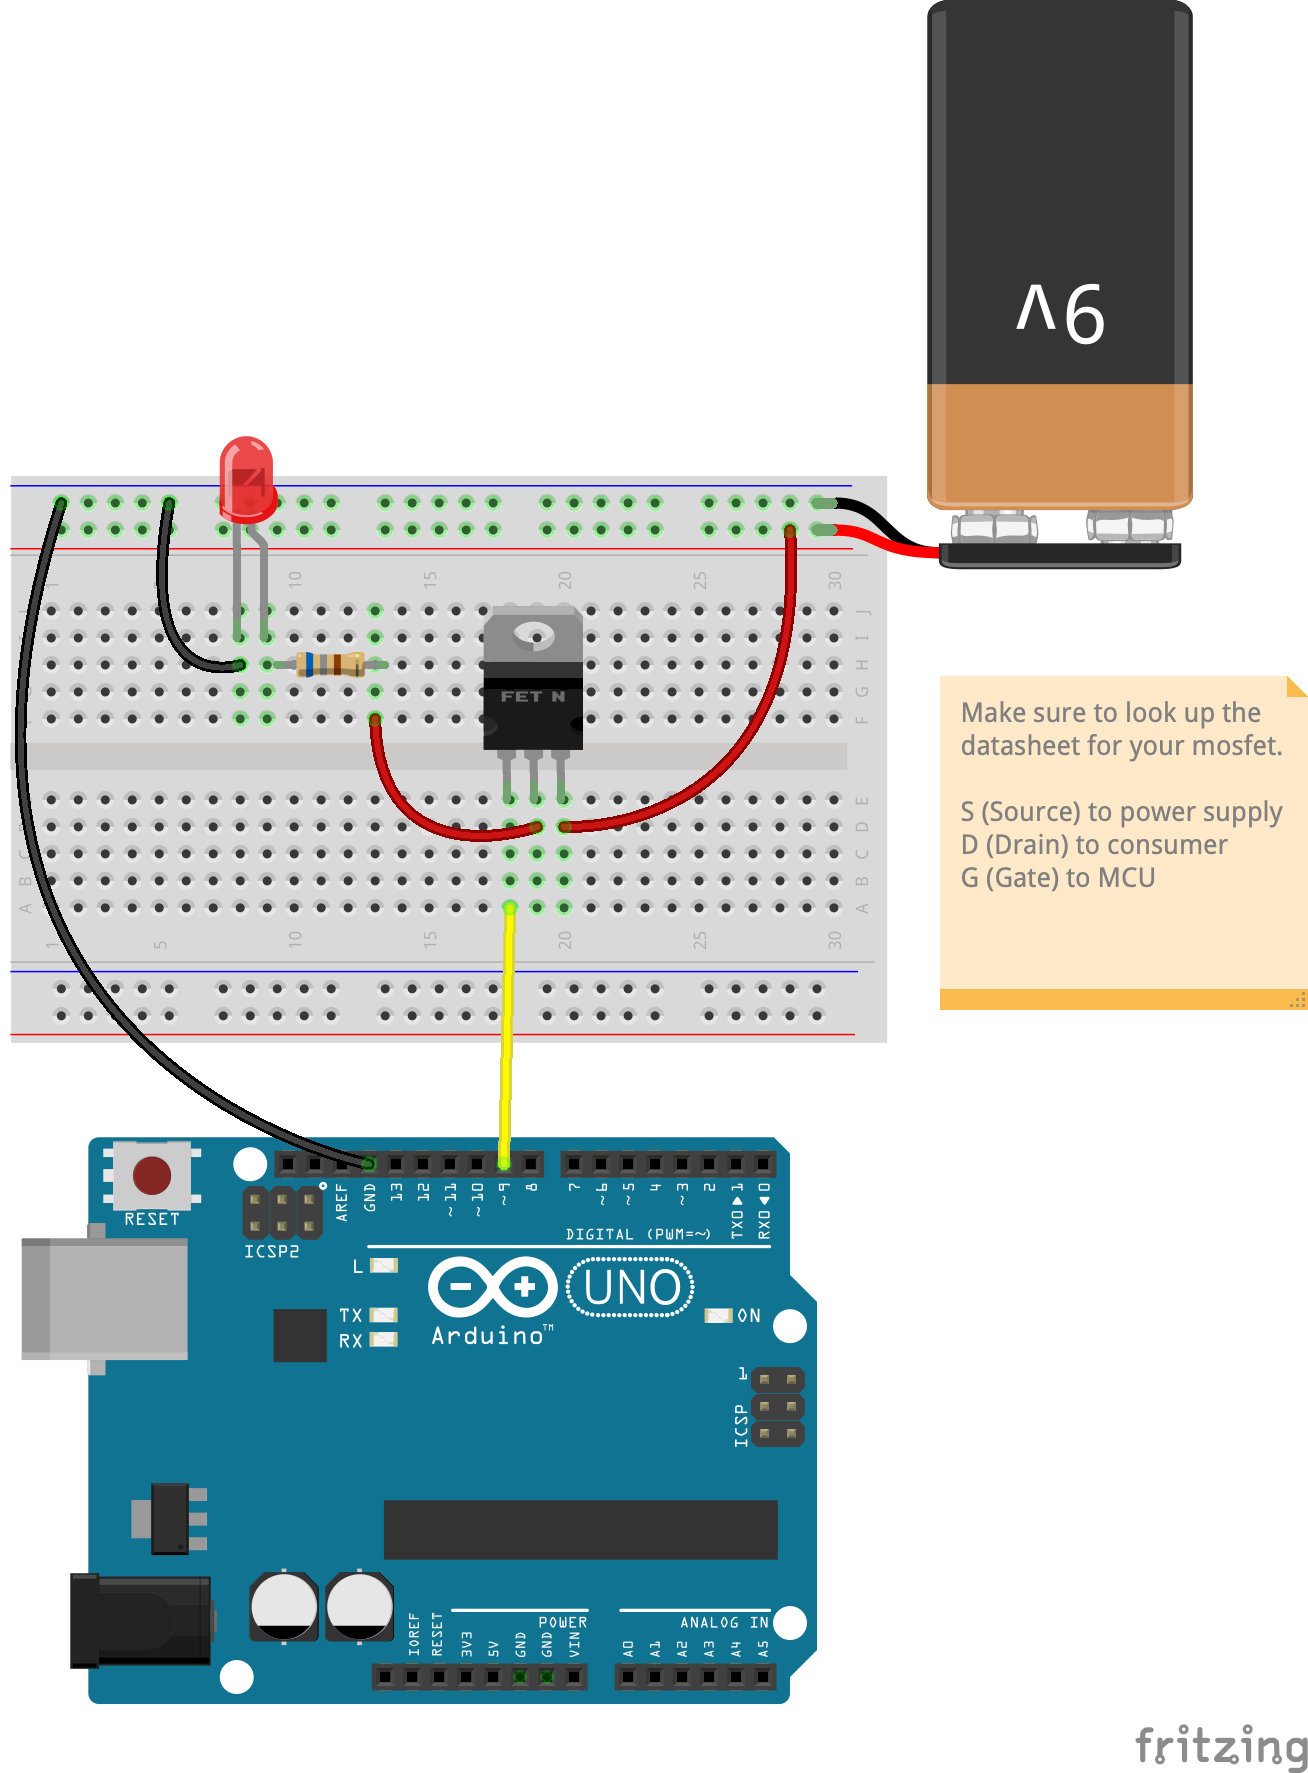 9V
1
10
15
20
25
30
J
J
I
I
H
G
G
F
F
FET N
E
E
D
D
C
C
B
B
A
A
1
5
10
15
20
25
30
Make sure to look up the
datasheet for your mosfet.
S (Source) to power supply
D (Drain) to consumer
G (Gate) to MCU
RESET
ICSP2
AREF
GND
13
12
~11
~10
~9
8
7
~6
~5
4
~3
2
TX0▶1
RX0◀0
DIGITAL (PWM=~)
L
TX
RX
UNO
Arduino™
ON
1
ICSP
IOREF
RESET
3V3
5V
GND
GND
VIN
POWER
ANALOG IN
A0
A1
A2
A3
A4
A5
fritzing